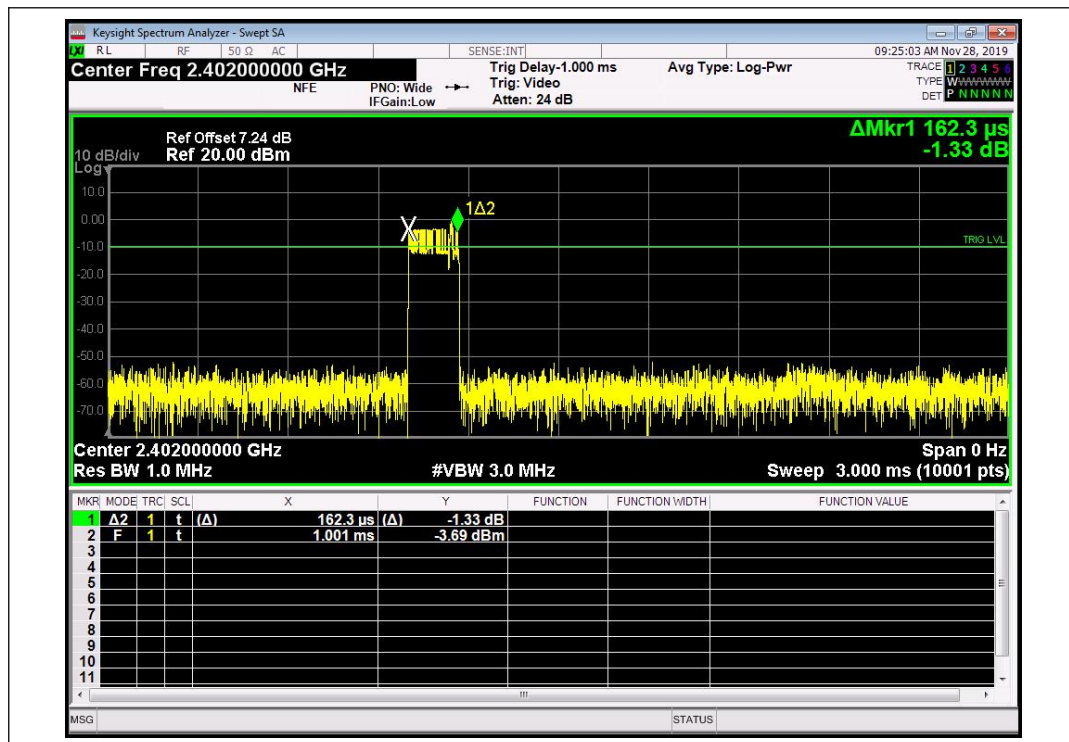 Keysight Spectrum Analyzer - Swept SA
LXI RL RF 50 Ω AC SENSE:INT 09:25:03 AM Nov 28, 2019
Center Freq 2.402000000 GHz Trig Delay-1.000 ms Avg Type: Log-Pwr TRACE 1 2 3 4 5 6
NFE PNO: Wide Trig: Video TYPE WWWWWW
IFGain:Low Atten: 24 dB DET P N N N N N
ΔMkr1 162.3 µs
-1.33 dB
Ref Offset 7.24 dB
10 dB/div Ref 20.00 dBm
Log
10.0
1Δ2
0.00
X
-10.0
TRIG LVL
-20.0
-30.0
-40.0
-50.0
-60.0
-70.0
Center 2.402000000 GHz Span 0 Hz
Res BW 1.0 MHz #VBW 3.0 MHz Sweep 3.000 ms (10001 pts)
MKR MODE TRC SCL X Y FUNCTION FUNCTION WIDTH FUNCTION VALUE
1 Δ2 1 t (Δ) 162.3 µs (Δ) -1.33 dB
2 F 1 t 1.001 ms -3.69 dBm
3
4
5
6
7
8
9
10
11
MSG STATUS